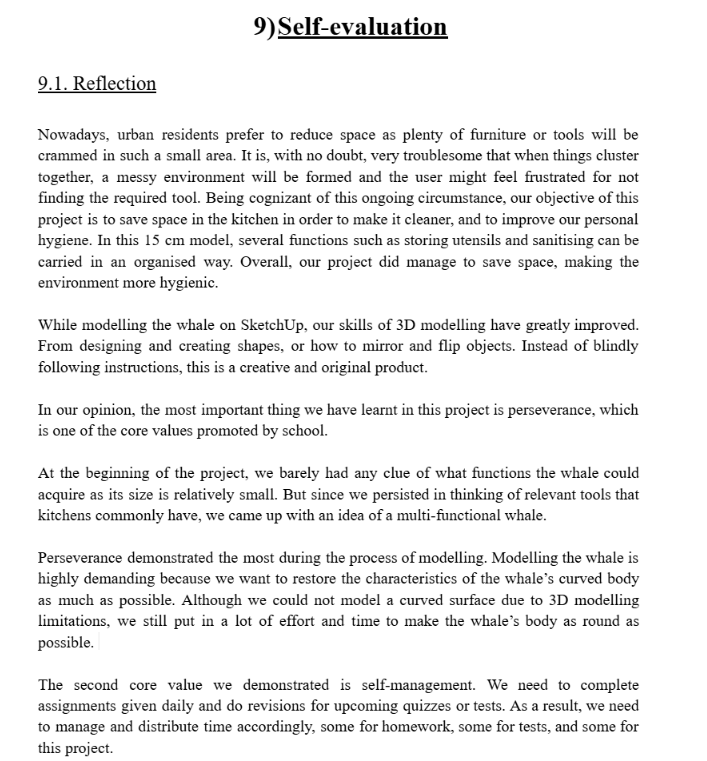 9)Self-evaluation
9.1. Reflection
Nowadays, urban residents prefer to reduce space as plenty of furniture or tools will be
crammed in such a small area. It is, with no doubt, very troublesome that when things cluster
together, a messy environment will be formed and the user might feel frustrated for not
finding the required tool. Being cognizant of this ongoing circumstance, our objective of this
project is to save space in the kitchen in order to make it cleaner, and to improve our personal
hygiene. In this 15 cm model, several functions such as storing utensils and sanitising can be
carried in an organised way. Overall, our project did manage to save space, making the
environment more hygienic.
While modelling the whale on SketchUp, our skills of 3D modelling have greatly improved.
From designing and creating shapes, or how to mirror and flip objects. Instead of blindly
following instructions, this is a creative and original product.
In our opinion, the most important thing we have learnt in this project is perseverance, which
is one of the core values promoted by school.
At the beginning of the project, we barely had any clue of what functions the whale could
acquire as its size is relatively small. But since we persisted in thinking of relevant tools that
kitchens commonly have, we came up with an idea of a multi-functional whale.
Perseverance demonstrated the most during the process of modelling. Modelling the whale is
highly demanding because we want to restore the characteristics of the whale's curved body
as much as possible. Although we could not model a curved surface due to 3D modelling
limitations, we still put in a lot of effort and time to make the whale's body as round as
possible.
The second core value we demonstrated is self-management. We need to complete
assignments given daily and do revisions for upcoming quizzes or tests. As a result, we need
to manage and distribute time accordingly, some for homework, some for tests, and some for
this project.